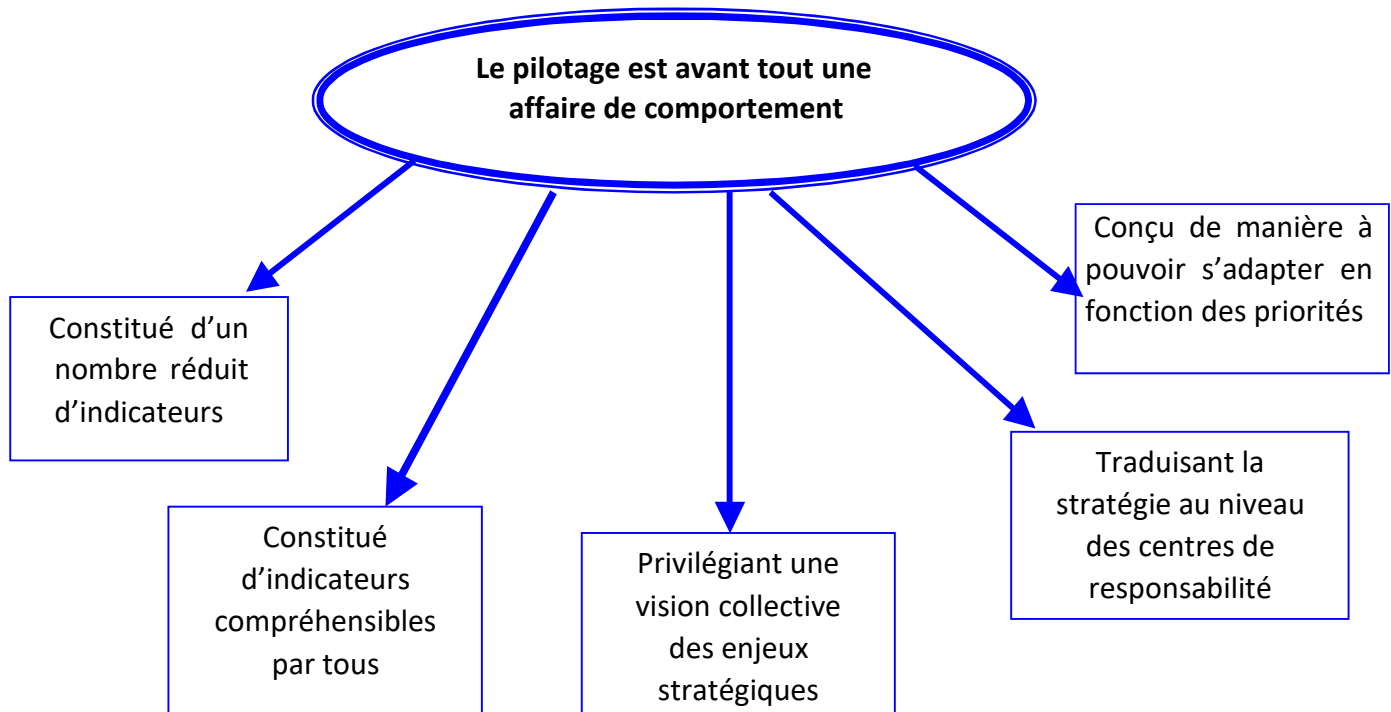 Le pilotage est avant tout une
affaire de comportement
Constitué d’un
nombre réduit
d’indicateurs
Constitué
d’indicateurs
compréhensibles
par tous
Privilégiant une
vision collective
des enjeux
stratégiques
Traduisant la
stratégie au niveau
des centres de
responsabilité
Conçu de manière à
pouvoir s’adapter en
fonction des priorités